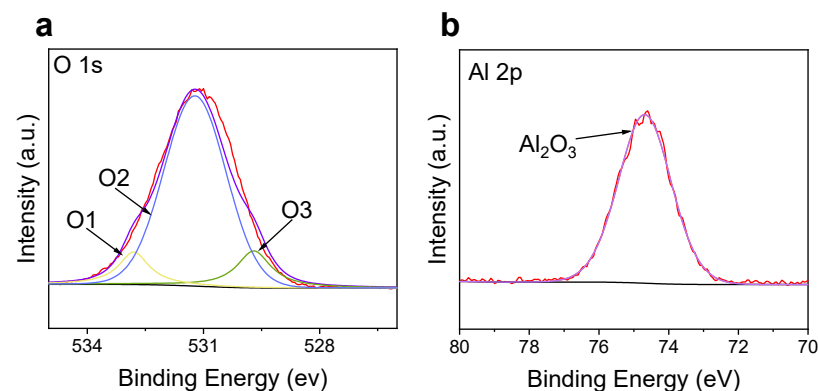 a
O 1s
O1
O2
O3
Intensity (a.u.)
534
531
528
Binding Energy (ev)
b
Al 2p
Al₂O₃
Intensity (a.u.)
80
78
76
74
72
70
Binding Energy (eV)